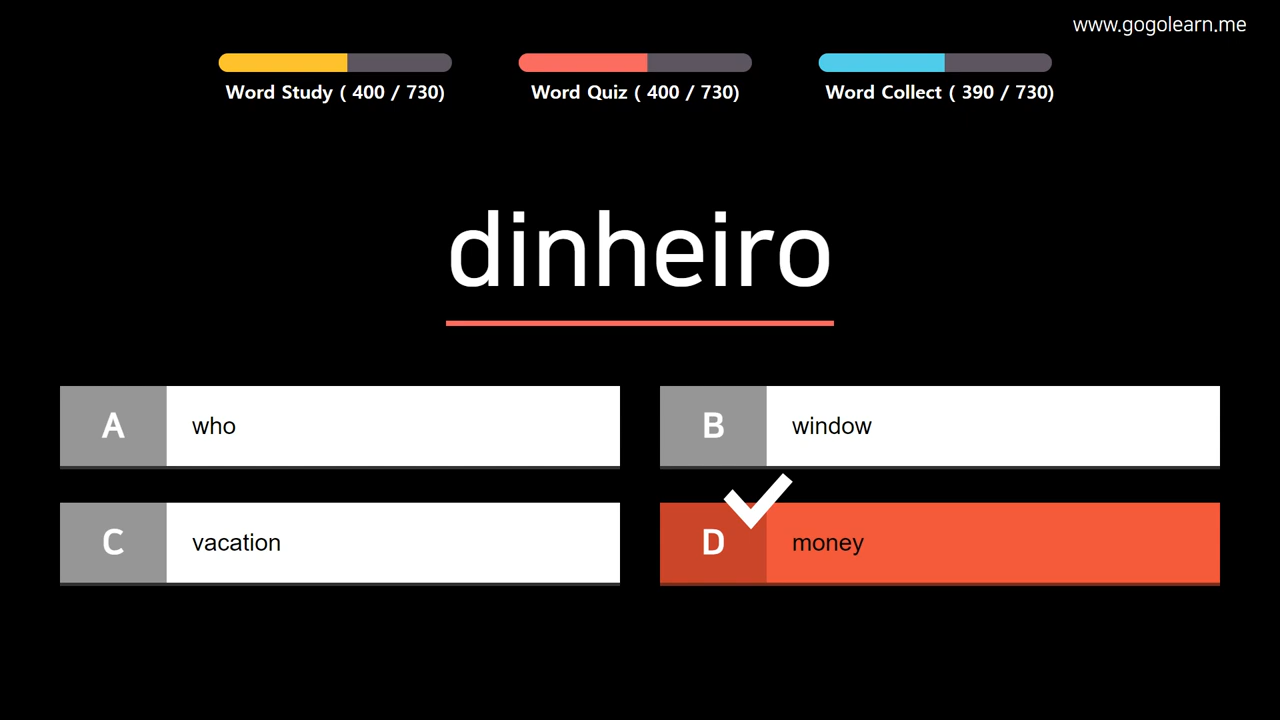 www.gogolearn.me
Word Study ( 400 / 730)
Word Quiz ( 400 / 730)
Word Collect ( 390 / 730)
dinheiro
A who
B window
C vacation
D money